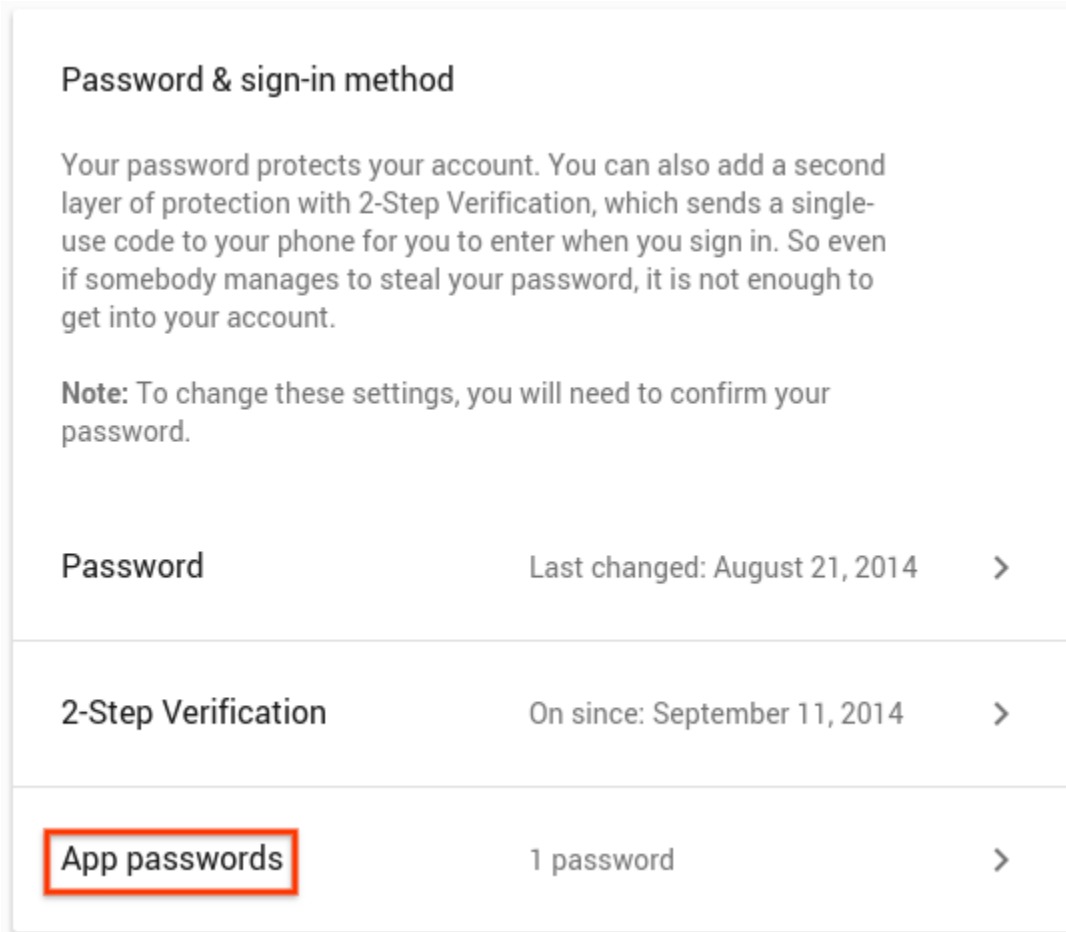 Password & sign-in method
Your password protects your account. You can also add a second
layer of protection with 2-Step Verification, which sends a single-
use code to your phone for you to enter when you sign in. So even
if somebody manages to steal your password, it is not enough to
get into your account.
Note: To change these settings, you will need to confirm your
password.
Password Last changed: August 21, 2014
2-Step Verification On since: September 11, 2014
App passwords 1 password